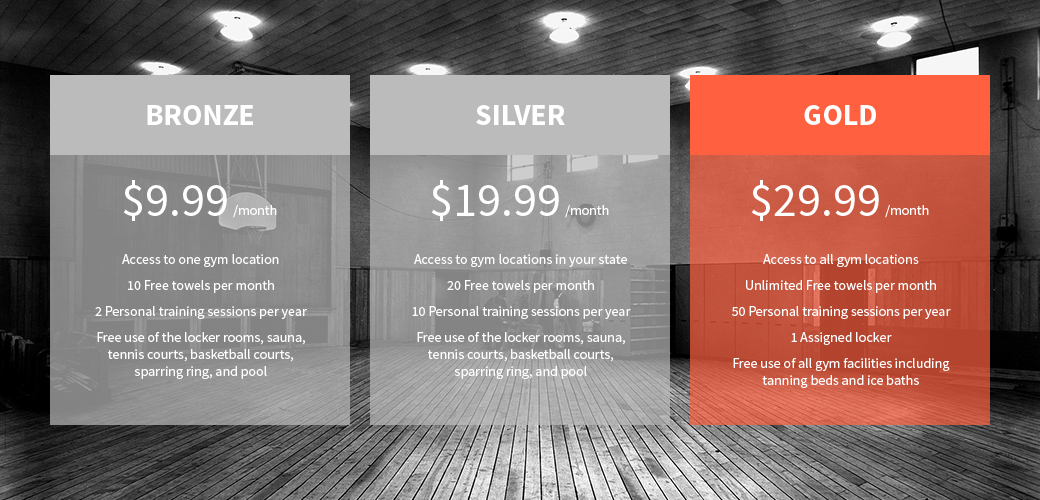 BRONZE
$9.99 /month
Access to one gym location
10 Free towels per month
2 Personal training sessions per year
Free use of the locker rooms, sauna,
tennis courts, basketball courts,
sparring ring, and pool
SILVER
$19.99 /month
Access to gym locations in your state
20 Free towels per month
10 Personal training sessions per year
Free use of the locker rooms, sauna,
tennis courts, basketball courts,
sparring ring, and pool
GOLD
$29.99 /month
Access to all gym locations
Unlimited Free towels per month
50 Personal training sessions per year
1 Assigned locker
Free use of all gym facilities including
tanning beds and ice baths